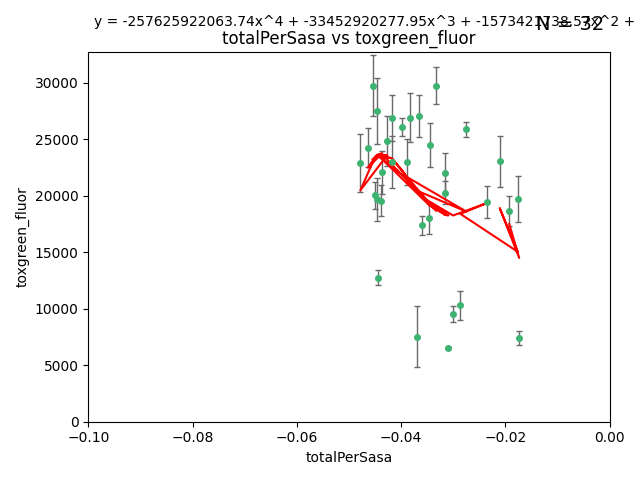 y = -257625922063.74x^4 + -33452920277.95x^3 +
N = 32
totalPerSasa vs toxgreen_fluor
30000
25000
20000
15000
10000
5000
0
toxgreen_fluor
−0.10 −0.08 −0.06 −0.04 −0.02 0.00
totalPerSasa